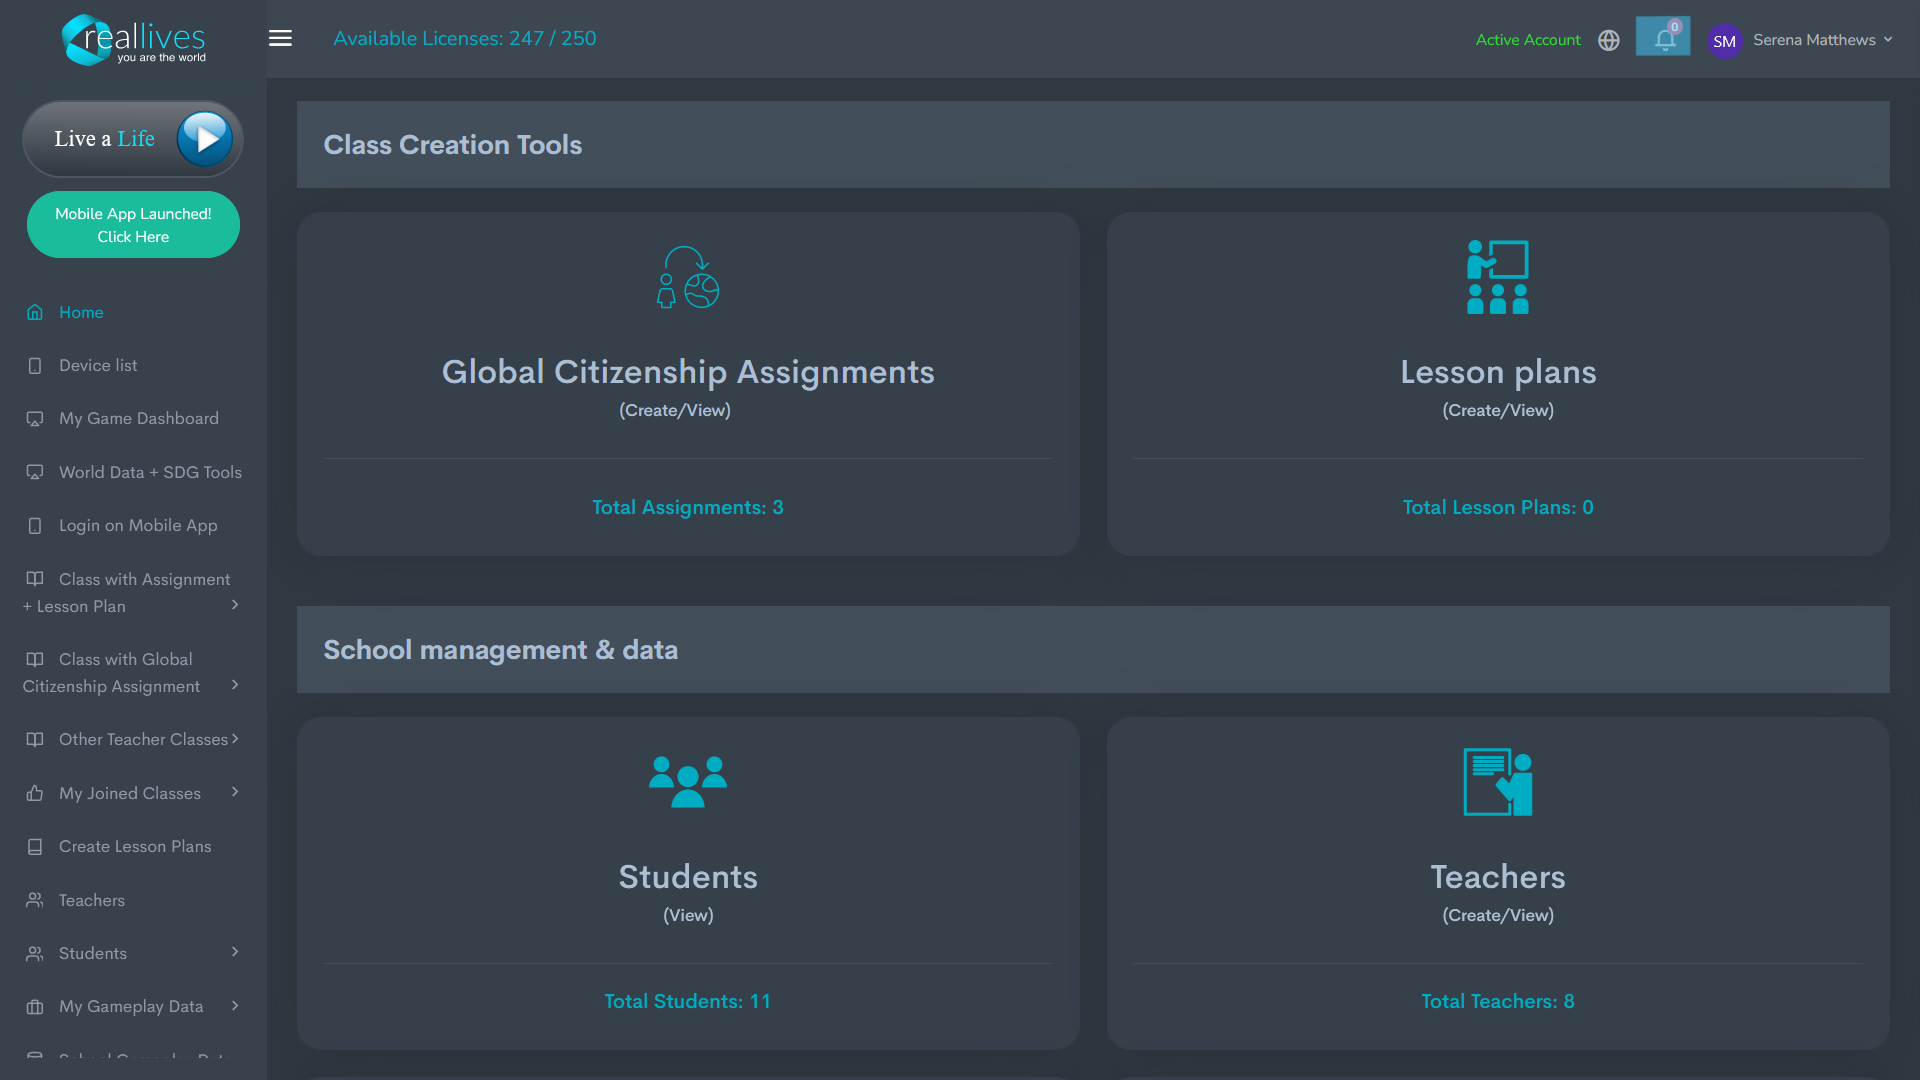 reallives
you are the world
Available Licenses: 247 / 250
Active Account
0
SM
Serena Matthews
Live a Life
Mobile App Launched!
Click Here
Home
Device list
My Game Dashboard
World Data + SDG Tools
Login on Mobile App
Class with Assignment
+ Lesson Plan
Class with Global
Citizenship Assignment
Other Teacher Classes
My Joined Classes
Create Lesson Plans
Teachers
Students
My Gameplay Data
School Gameplay Data
Class Creation Tools
Global Citizenship Assignments
(Create/View)
Total Assignments: 3
Lesson plans
(Create/View)
Total Lesson Plans: 0
School management & data
Students
(View)
Total Students: 11
Teachers
(Create/View)
Total Teachers: 8